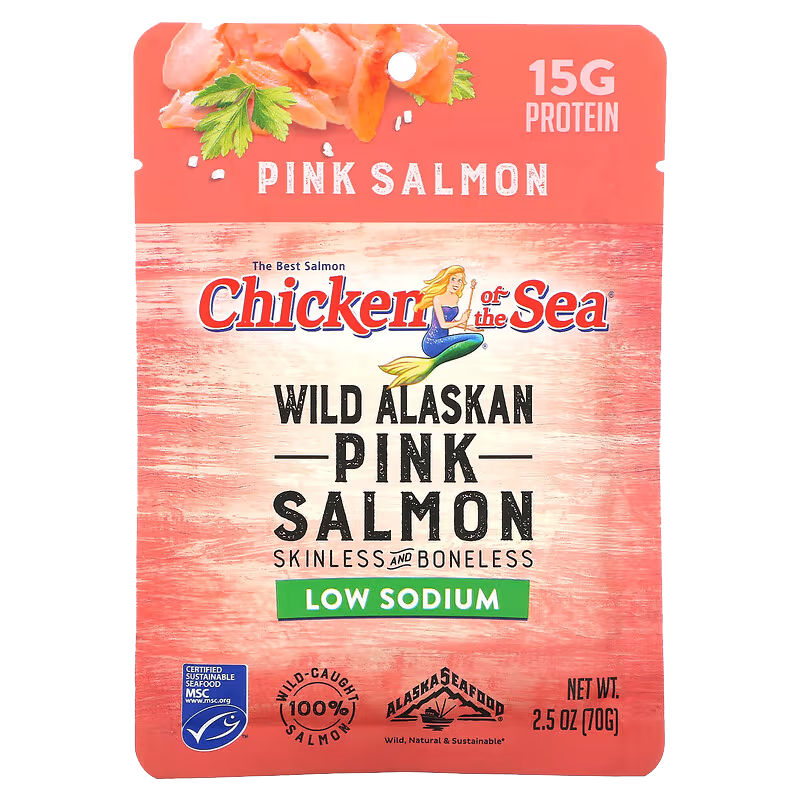 15G
PROTEIN
PINK SALMON
The Best Salmon
Chicken of the Sea®
WILD ALASKAN
PINK
SALMON
SKINLESS AND BONELESS
LOW SODIUM
CERTIFIED
SUSTAINABLE
SEAFOOD
MSC
www.msc.org
™
WILD-CAUGHT
100%
SALMON
ALASKA SEAFOOD®
Wild, Natural & Sustainable®
NET WT.
2.5 OZ (70G)